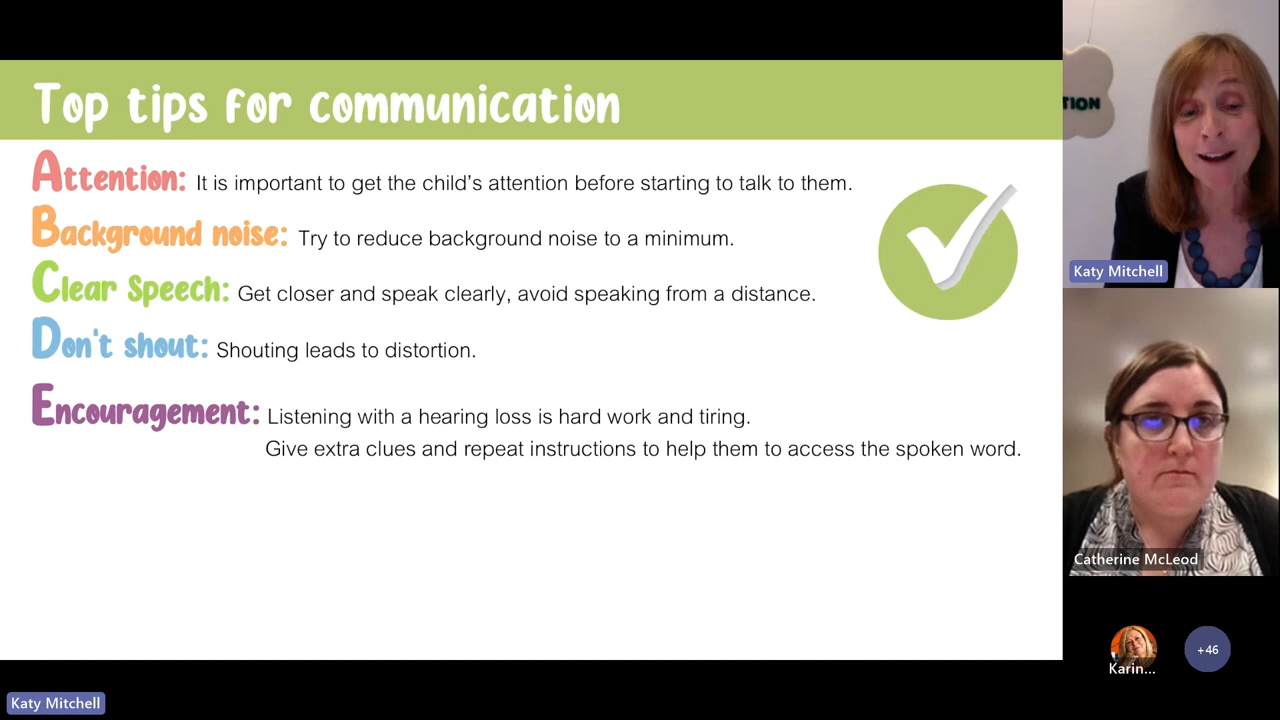 Top tips for communication
Attention: It is important to get the child's attention before starting to talk to them.
Background noise: Try to reduce background noise to a minimum.
Clear Speech: Get closer and speak clearly, avoid speaking from a distance.
Don't shout: Shouting leads to distortion.
Encouragement: Listening with a hearing loss is hard work and tiring.
Give extra clues and repeat instructions to help them to access the spoken word.
TION
Katy Mitchell
Catherine McLeod
Karin...
+46
Katy Mitchell